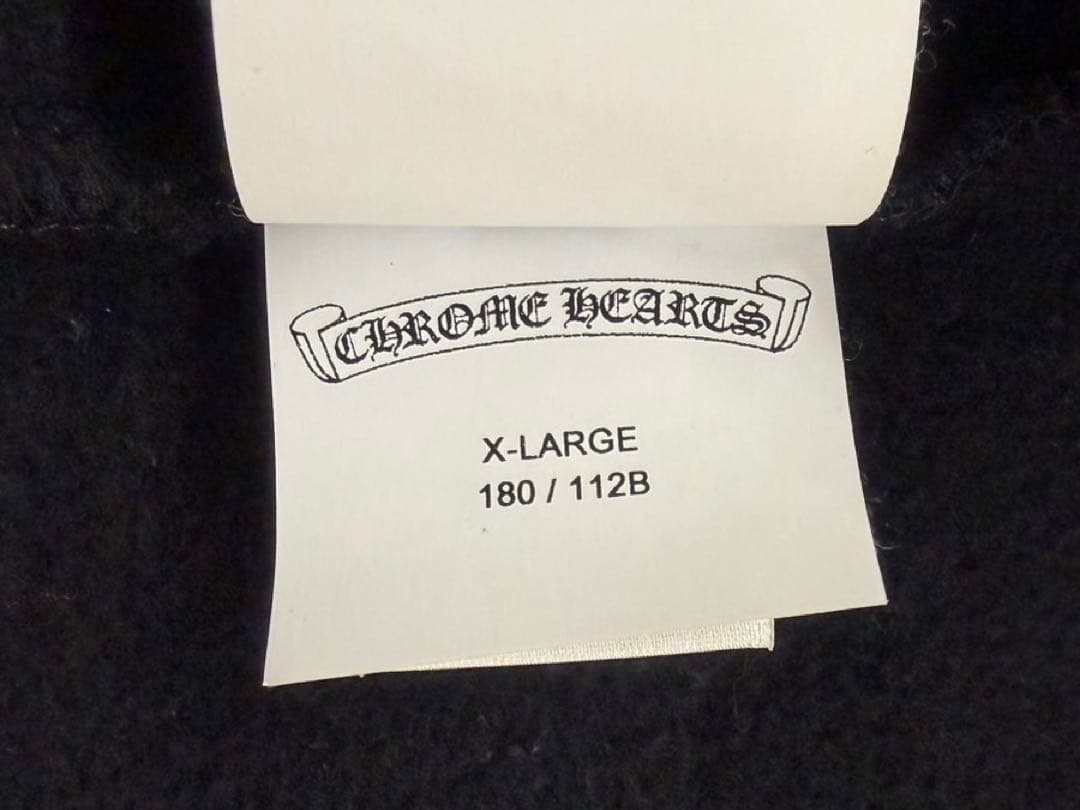 CHROME HEARTS
X-LARGE
180 / 112B